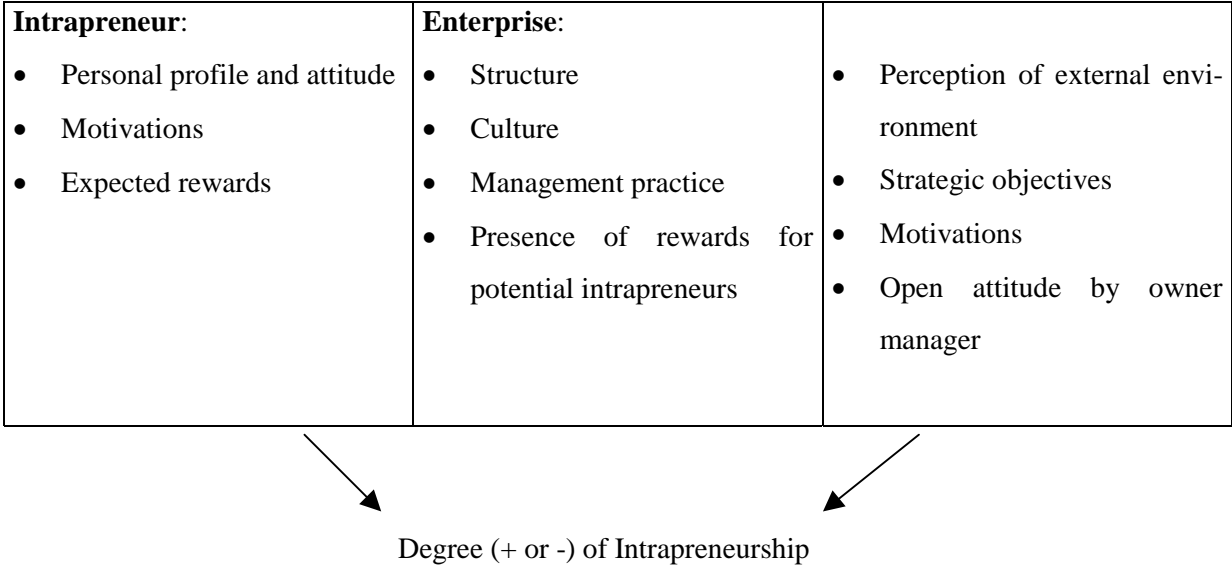 Intrapreneur:
• Personal profile and attitude
• Motivations
• Expected rewards
Enterprise:
• Structure
• Culture
• Management practice
• Presence of rewards for
potential intrapreneurs
• Perception of external envi-
ronment
• Strategic objectives
• Motivations
• Open attitude by owner
manager
Degree (+ or -) of Intrapreneurship